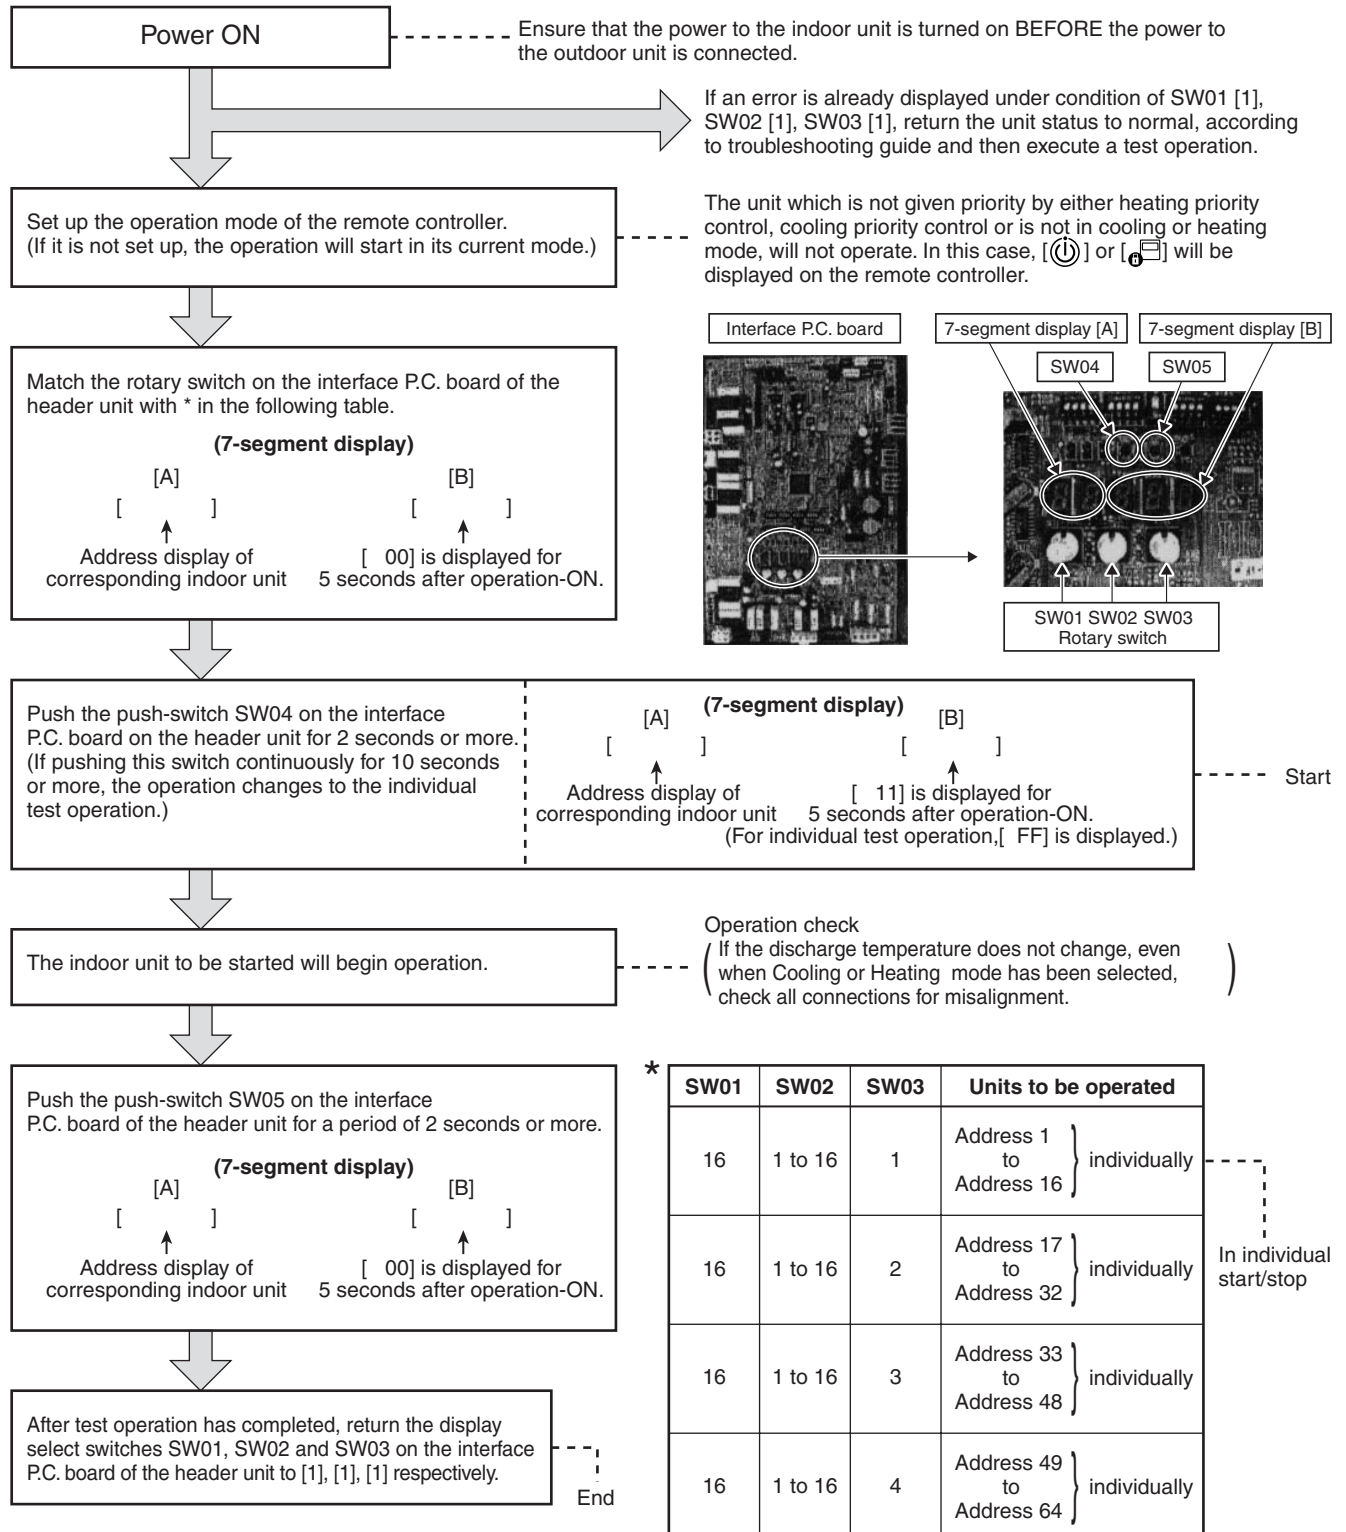 Power ON
Ensure that the power to the indoor unit is turned on BEFORE the power to
the outdoor unit is connected.
If an error is already displayed under condition of SW01 [1],
SW02 [1], SW03 [1], return the unit status to normal, according
to troubleshooting guide and then execute a test operation.
Set up the operation mode of the remote controller.
(If it is not set up, the operation will start in its current mode.)
The unit which is not given priority by either heating priority
control, cooling priority control or is not in cooling or heating
mode, will not operate. In this case, [ ] or [ ] will be
displayed on the remote controller.
Match the rotary switch on the interface P.C. board of the
header unit with * in the following table.
(7-segment display)
[A] [B]
[ ] [ ]
Address display of
corresponding indoor unit
[ 00] is displayed for
5 seconds after operation-ON.
Interface P.C. board
7-segment display [A]
7-segment display [B]
SW04
SW05
SW01 SW02 SW03
Rotary switch
Push the push-switch SW04 on the interface
P.C. board on the header unit for 2 seconds or more.
(If pushing this switch continuously for 10 seconds
or more, the operation changes to the individual
test operation.)
(7-segment display)
[A] [B]
[ ] [ ]
Address display of
corresponding indoor unit
[ 11] is displayed for
5 seconds after operation-ON.
(For individual test operation,[ FF] is displayed.)
Start
The indoor unit to be started will begin operation.
Operation check
( If the discharge temperature does not change, even
when Cooling or Heating mode has been selected,
check all connections for misalignment. )
Push the push-switch SW05 on the interface
P.C. board of the header unit for a period of 2 seconds or more.
(7-segment display)
[A] [B]
[ ] [ ]
Address display of
corresponding indoor unit
[ 00] is displayed for
5 seconds after operation-ON.
After test operation has completed, return the display
select switches SW01, SW02 and SW03 on the interface
P.C. board of the header unit to [1], [1], [1] respectively.
End
*
SW01 SW02 SW03 Units to be operated
16 1 to 16 1 Address 1 to Address 16 } individually
16 1 to 16 2 Address 17 to Address 32 } individually
16 1 to 16 3 Address 33 to Address 48 } individually
16 1 to 16 4 Address 49 to Address 64 } individually
In individual
start/stop